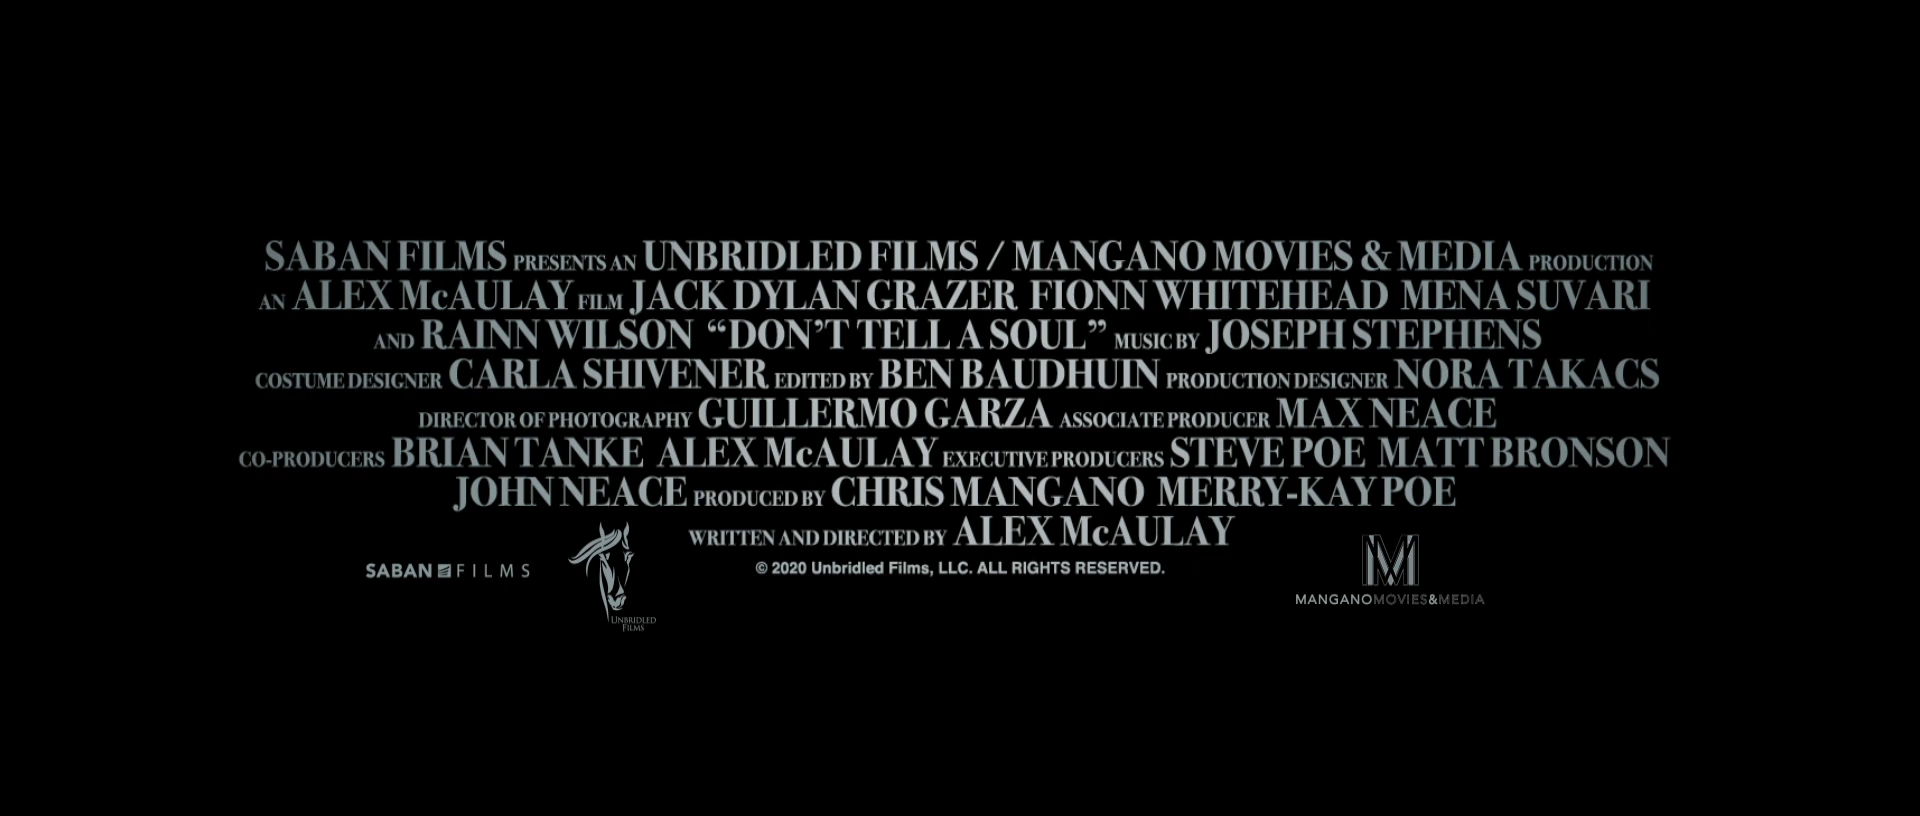 SABAN FILMS PRESENTS AN UNBRIDLED FILMS / MANGANO MOVIES & MEDIA PRODUCTION
AN ALEX McAULAY FILM JACK DYLAN GRAZER FIONN WHITEHEAD MENA SUVARI
AND RAINN WILSON “DON’T TELL A SOUL” MUSIC BY JOSEPH STEPHENS
COSTUME DESIGNER CARLA SHIVENER EDITED BY BEN BAUDHUIN PRODUCTION DESIGNER NORA TAKACS
DIRECTOR OF PHOTOGRAPHY GUILLERMO GARZA ASSOCIATE PRODUCER MAX NEACE
CO-PRODUCERS BRIAN TANKE ALEX McAULAY EXECUTIVE PRODUCERS STEVE POE MATT BRONSON
JOHN NEACE PRODUCED BY CHRIS MANGANO MERRY-KAY POE
WRITTEN AND DIRECTED BY ALEX McAULAY
© 2020 Unbridled Films, LLC. ALL RIGHTS RESERVED.
SABAN FILMS
UNBRIDLED
FILMS
M
MANGANOMOVIES&MEDIA